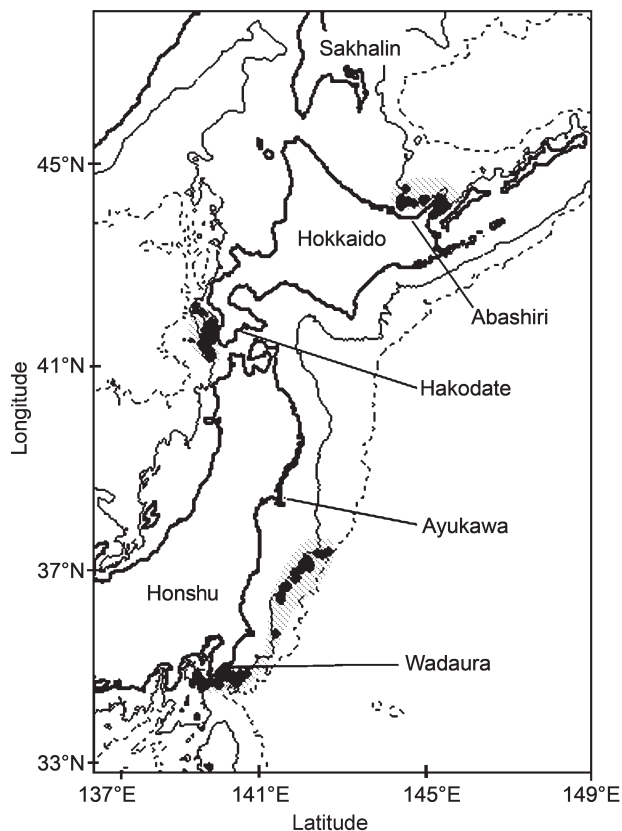 Sakhalin
45°N
Hokkaido
Abashiri
41°N
Hakodate
Longitude
Ayukawa
37°N
Honshu
Wadaura
33°N
137°E
141°E
145°E
149°E
Latitude